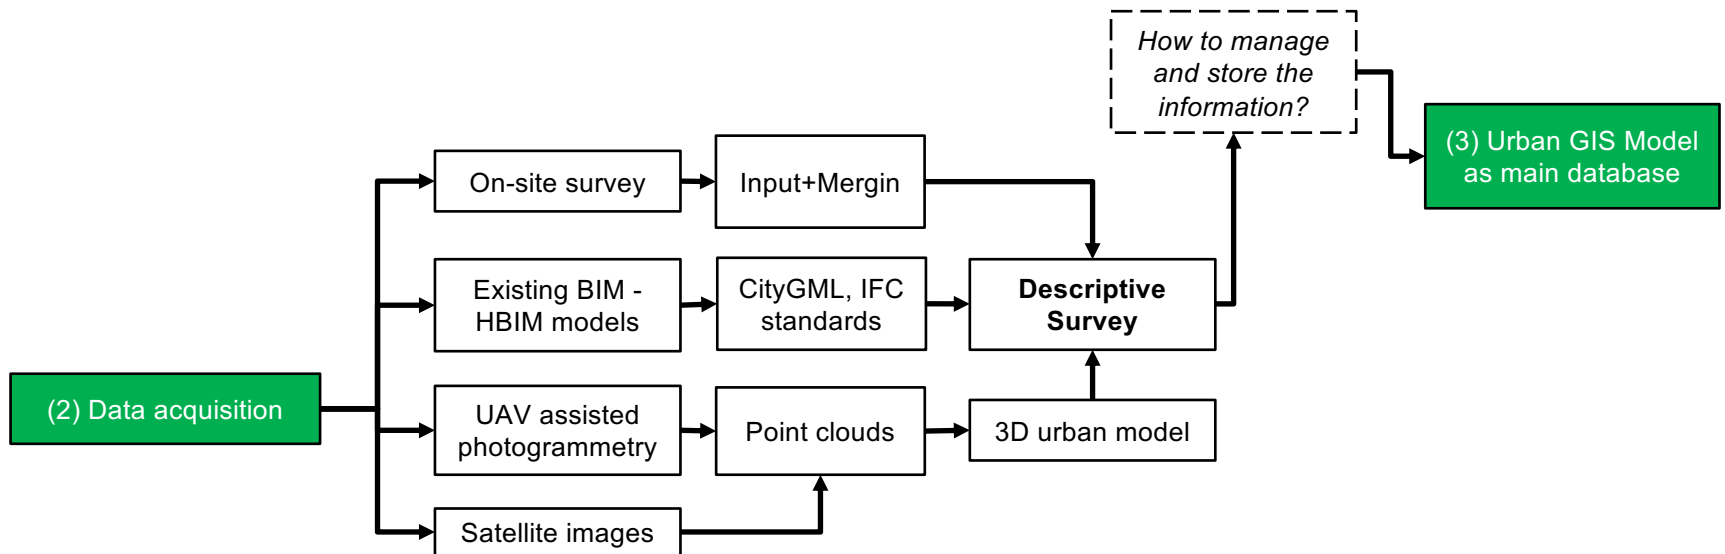 How to manage
and store the
information?
(3) Urban GIS Model
as main database
On-site survey
Input+Mergin
Existing BIM -
HBIM models
CityGML, IFC
standards
Descriptive
Survey
(2) Data acquisition
UAV assisted
photogrammetry
Point clouds
3D urban model
Satellite images